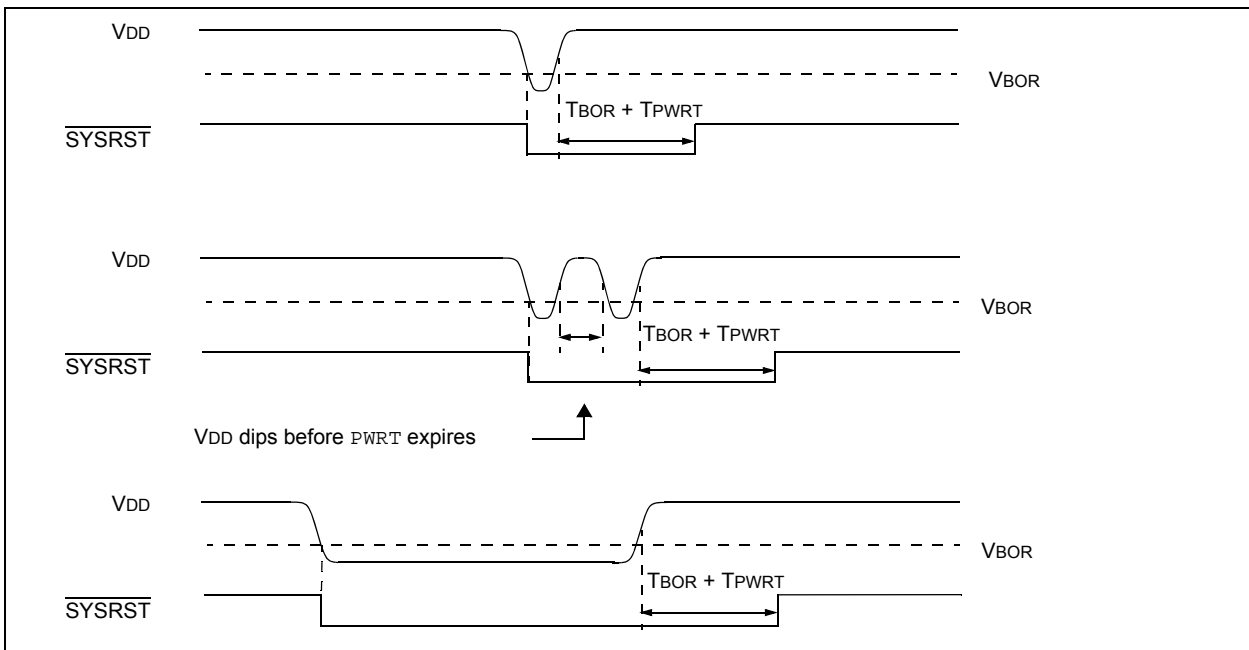 VDD
VBOR
TBOR + TPWRT
SYSRST
VDD
VBOR
TBOR + TPWRT
SYSRST
VDD dips before PWRT expires
VDD
VBOR
TBOR + TPWRT
SYSRST